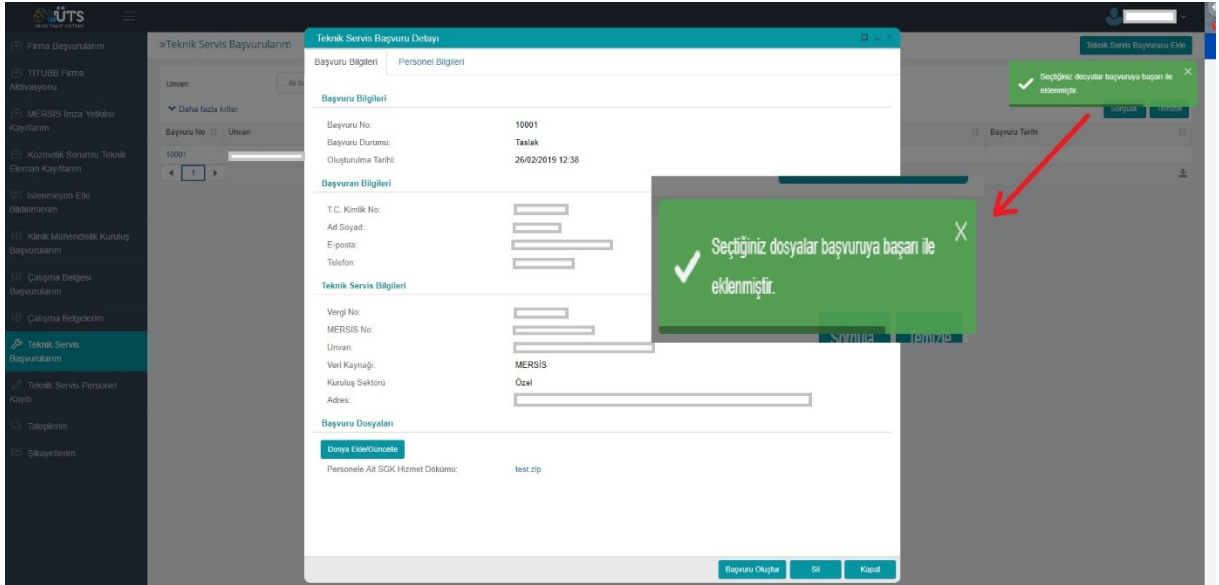 ÜTS
ÜRÜN TAKİP SİSTEMİ
Firma Başvurularım
TİTUBB Firma
Aktivasyonu
MERSİS İmza Yetkilisi
Kayıtlarım
Kozmetik Sorumlu Teknik
Eleman Kayıtlarım
İstenmeyen Etki
Bildirimlerim
Klinik Mühendislik Kuruluş
Başvurularım
Çalışma Belgesi
Başvurularım
Çalışma Belgelerim
Teknik Servis
Başvurularım
Teknik Servis Personel
Kaydı
Taleplerim
Şikayetlerim
»Teknik Servis Başvurularım
Teknik Servis Başvurusu Ekle
Unvan:
... ile b
Daha fazla kriter
Sorgula Temizle
Başvuru No Unvan Başvuru Tarihi
10001
1
Teknik Servis Başvuru Detayı
Başvuru Bilgileri Personel Bilgileri
Başvuru Bilgileri
Başvuru No: 10001
Başvuru Durumu: Taslak
Oluşturulma Tarihi: 26/02/2019 12:38
Başvuran Bilgileri
T.C. Kimlik No:
Ad Soyad:
E-posta:
Telefon:
Teknik Servis Bilgileri
Vergi No:
MERSİS No:
Unvan:
Veri Kaynağı: MERSİS
Kuruluş Sektörü Özel
Adres:
Başvuru Dosyaları
Dosya Ekle/Güncelle
Personele Ait SGK Hizmet Dökümü: test.zip
Başvuru Oluştur Sil Kapat
Seçtiğiniz dosyalar başvuruya başarı ile
eklenmiştir.
Seçtiğiniz dosyalar başvuruya başarı ile
eklenmiştir.
Sorgula Temizle